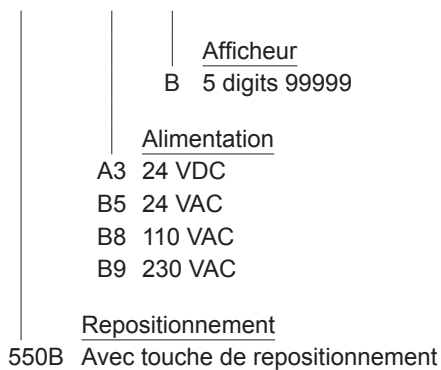 Afficheur
B 5 digits 99999
Alimentation
A3 24 VDC
B5 24 VAC
B8 110 VAC
B9 230 VAC
Repositionnement
550B Avec touche de repositionnement